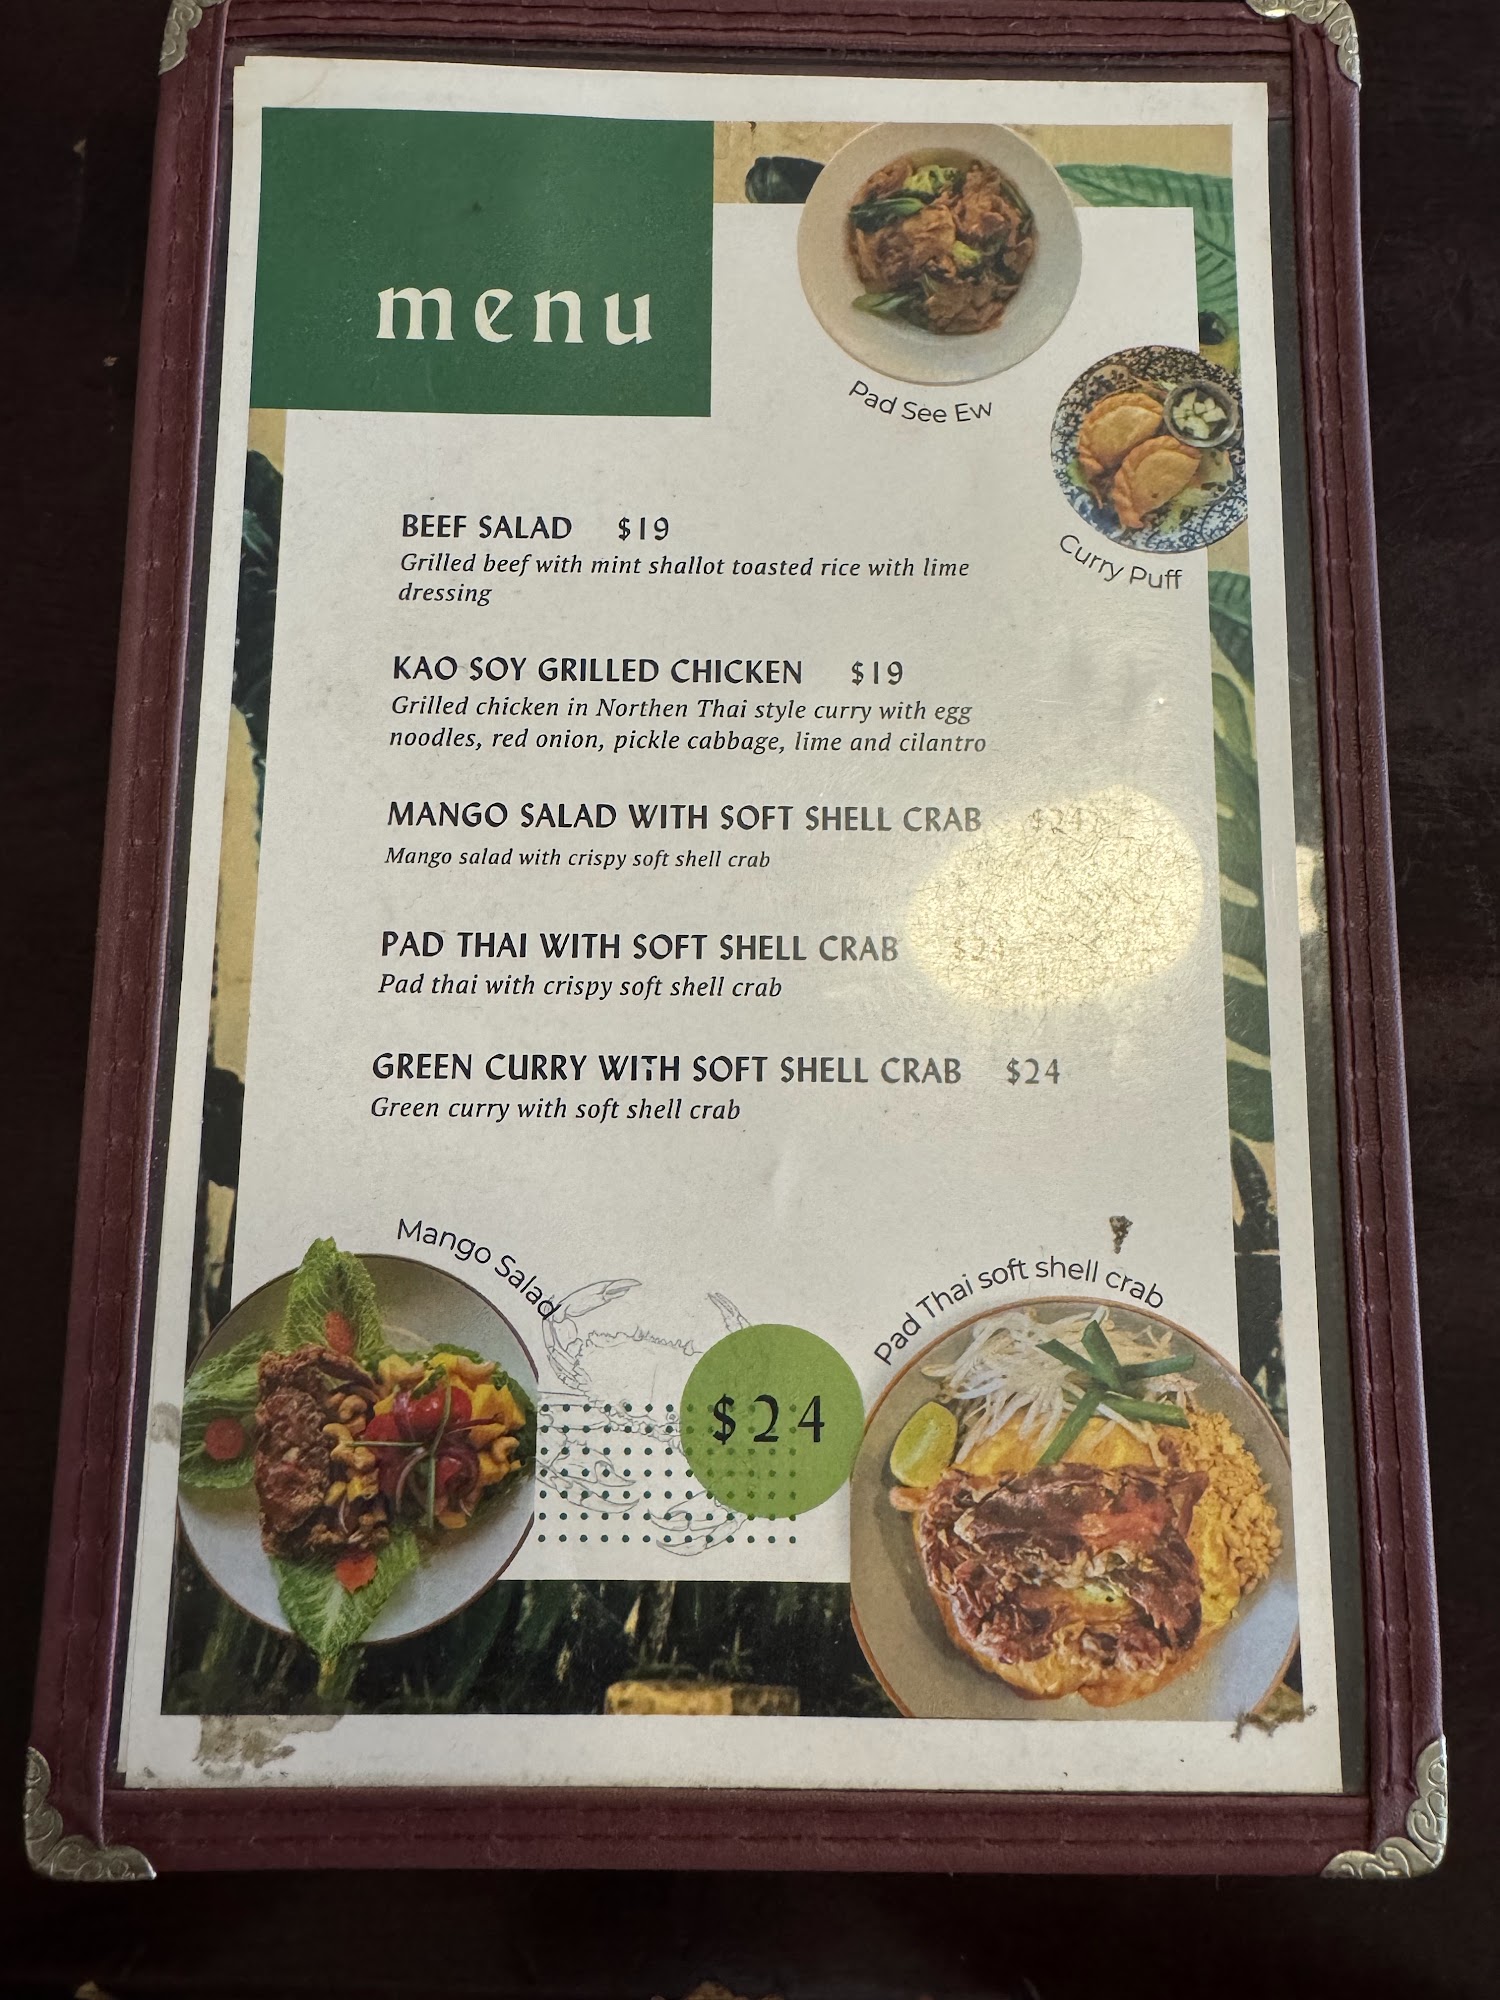 menu
Pad See Ew
Curry Puff
BEEF SALAD $19
Grilled beef with mint shallot toasted rice with lime
dressing
KAO SOY GRILLED CHICKEN $19
Grilled chicken in Northen Thai style curry with egg
noodles, red onion, pickle cabbage, lime and cilantro
MANGO SALAD WITH SOFT SHELL CRAB $24
Mango salad with crispy soft shell crab
PAD THAI WITH SOFT SHELL CRAB $24
Pad thai with crispy soft shell crab
GREEN CURRY WITH SOFT SHELL CRAB $24
Green curry with soft shell crab
Mango Salad
Pad Thai soft shell crab
$24